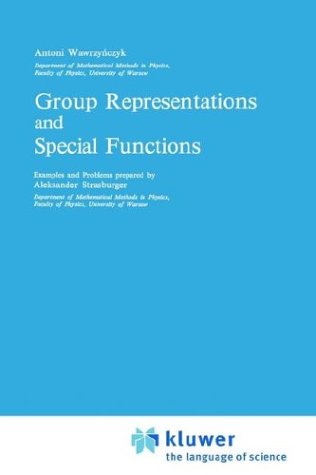 Antoni Wawrzyńczyk
Department of Mathematical Methods in Physics,
Faculty of Physics, University of Warsaw
Group Representations
and
Special Functions
Examples and Problems prepared by
Aleksander Strasburger
Department of Mathematical Methods in Physics,
Faculty of Physics, University of Warsaw
kluwer
the language of science